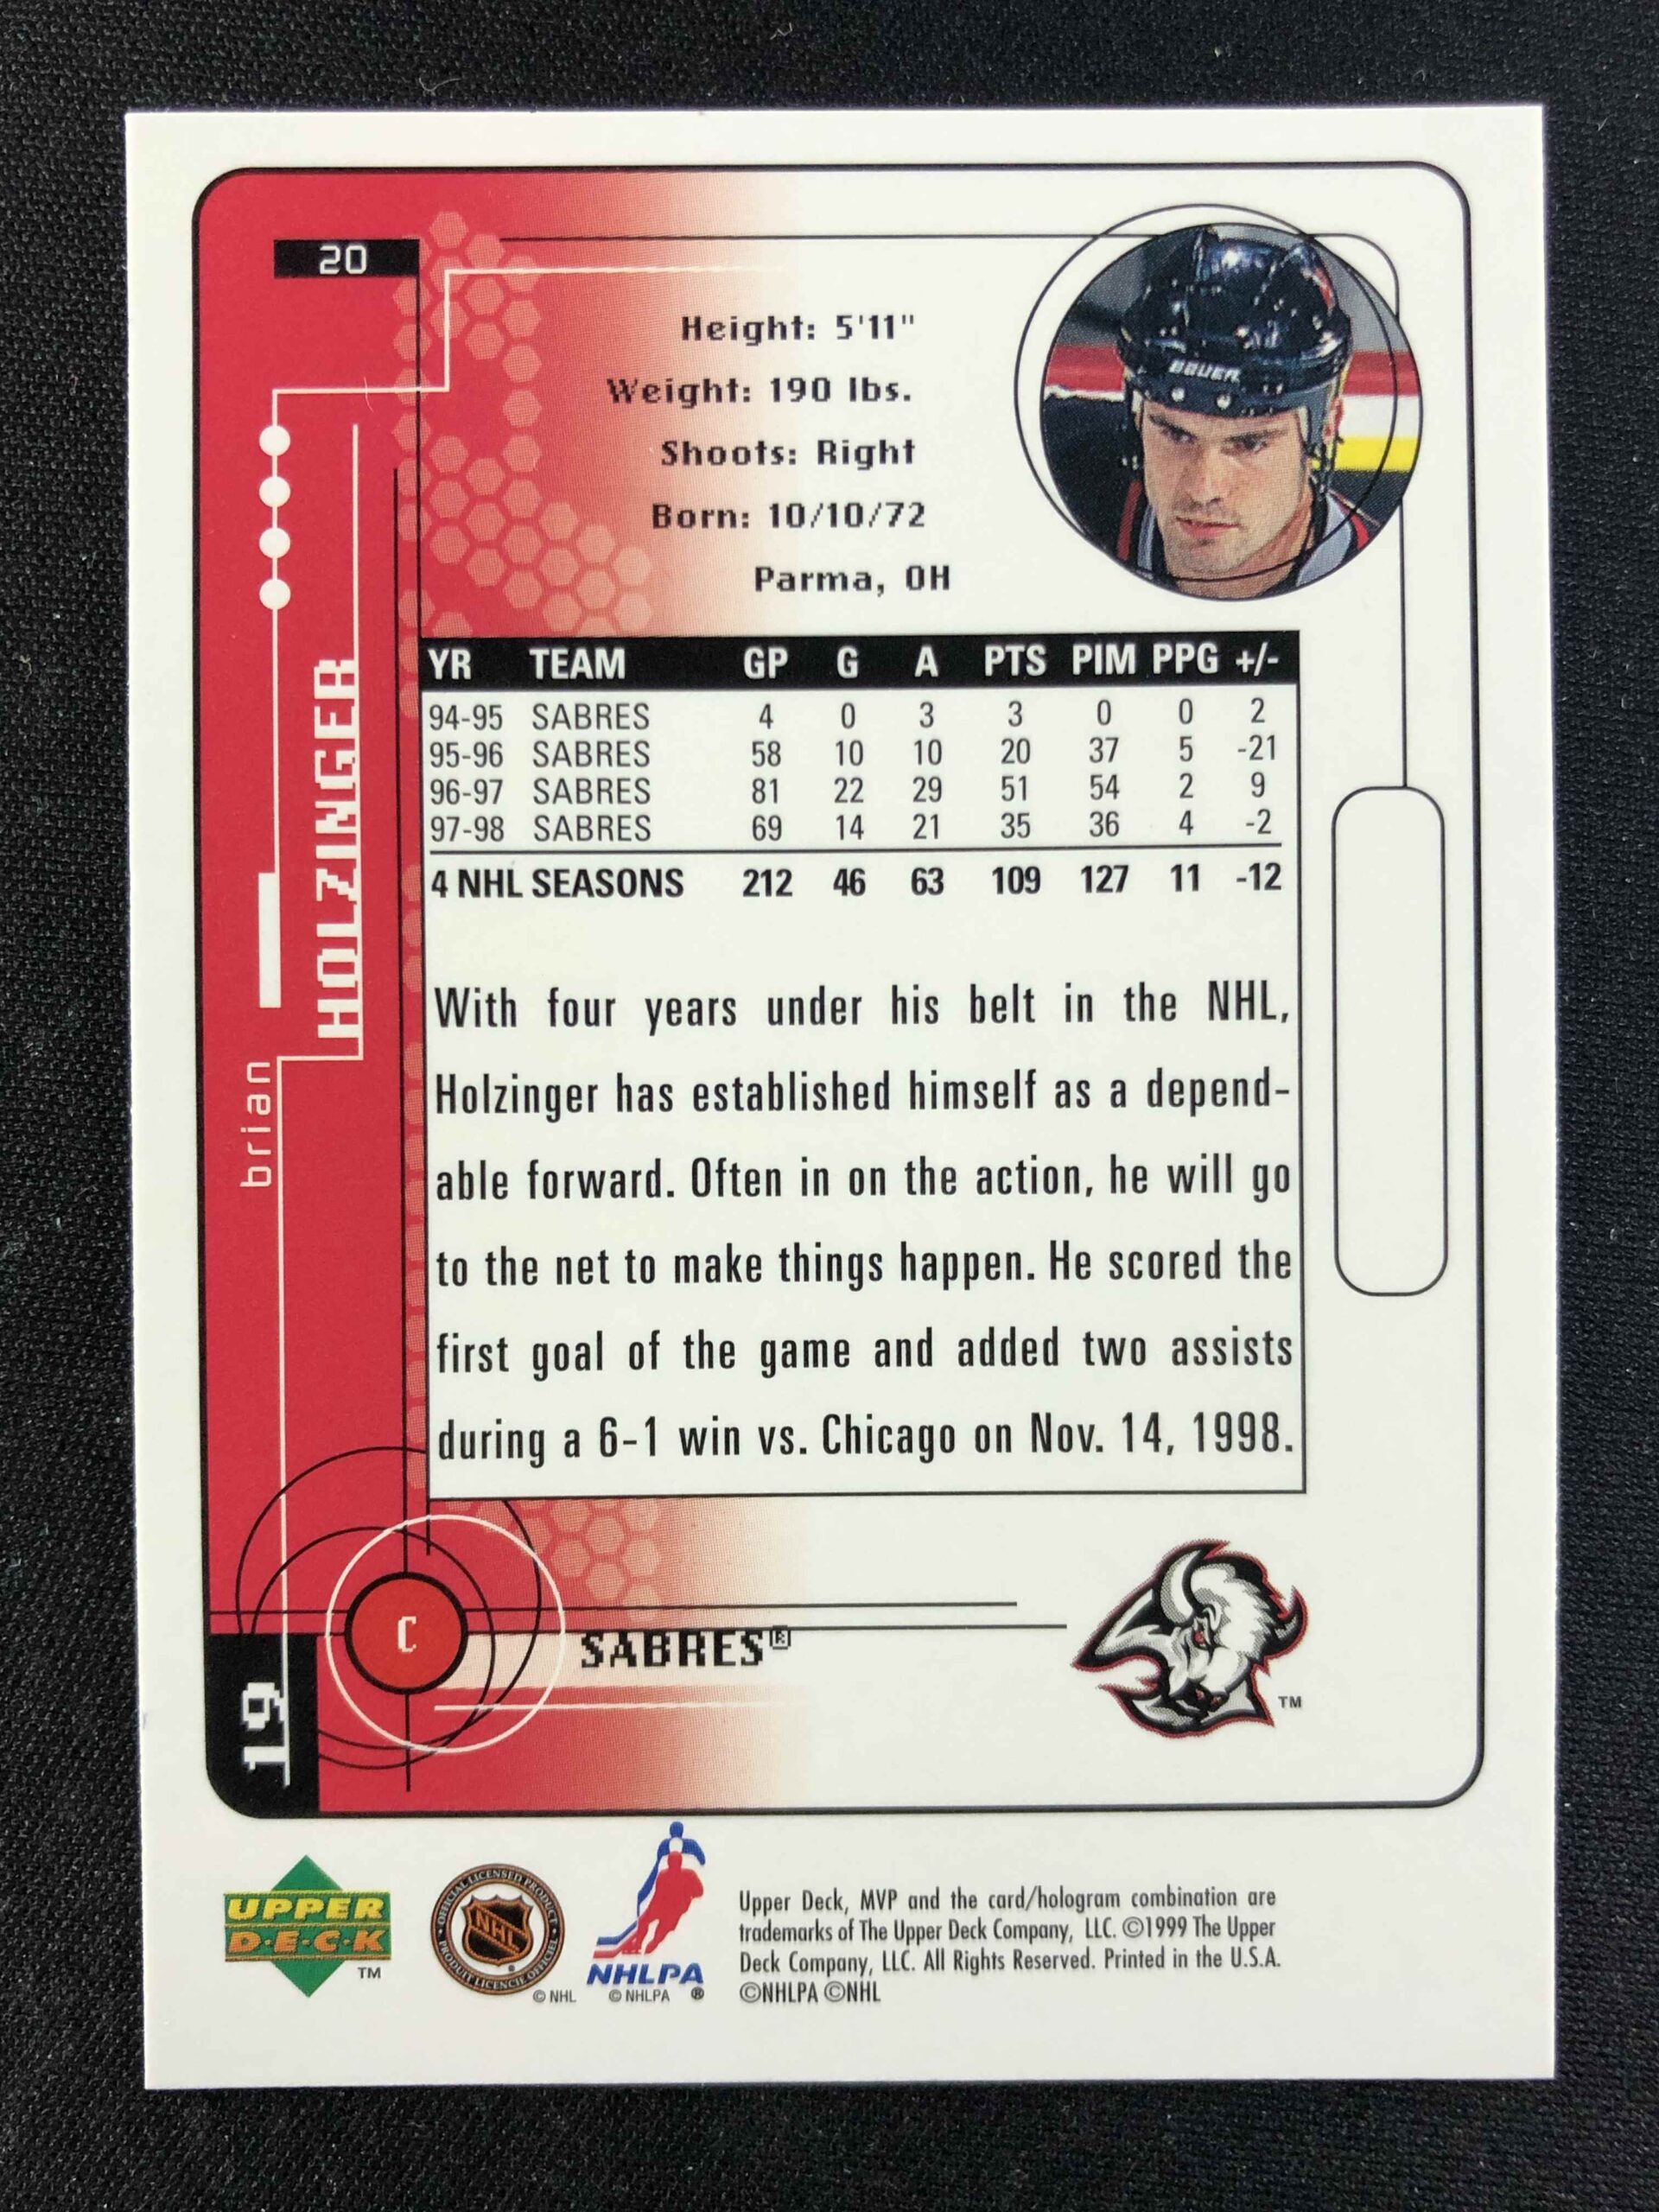 20
BAUER
Height: 5'11"
Weight: 190 lbs.
Shoots: Right
Born: 10/10/72
Parma, OH
brian
HOLZINGER
YR TEAM GP G A PTS PIM PPG +/-
94-95 SABRES 4 0 3 3 0 0 2
95-96 SABRES 58 10 10 20 37 5 -21
96-97 SABRES 81 22 29 51 54 2 9
97-98 SABRES 69 14 21 35 36 4 -2
4 NHL SEASONS 212 46 63 109 127 11 -12
With four years under his belt in the NHL,
Holzinger has established himself as a depend-
able forward. Often in on the action, he will go
to the net to make things happen. He scored the
first goal of the game and added two assists
during a 6-1 win vs. Chicago on Nov. 14, 1998.
C
SABRES®
TM
19
UPPER
D·E·C·K
TM
OFFICIAL LICENSED PRODUCT
NHL
PRODUIT LICENCIÉ OFFICIEL
© NHL
NHLPA
© NHLPA ®
Upper Deck, MVP and the card/hologram combination are
trademarks of The Upper Deck Company, LLC. ©1999 The Upper
Deck Company, LLC. All Rights Reserved. Printed in the U.S.A.
©NHLPA ©NHL